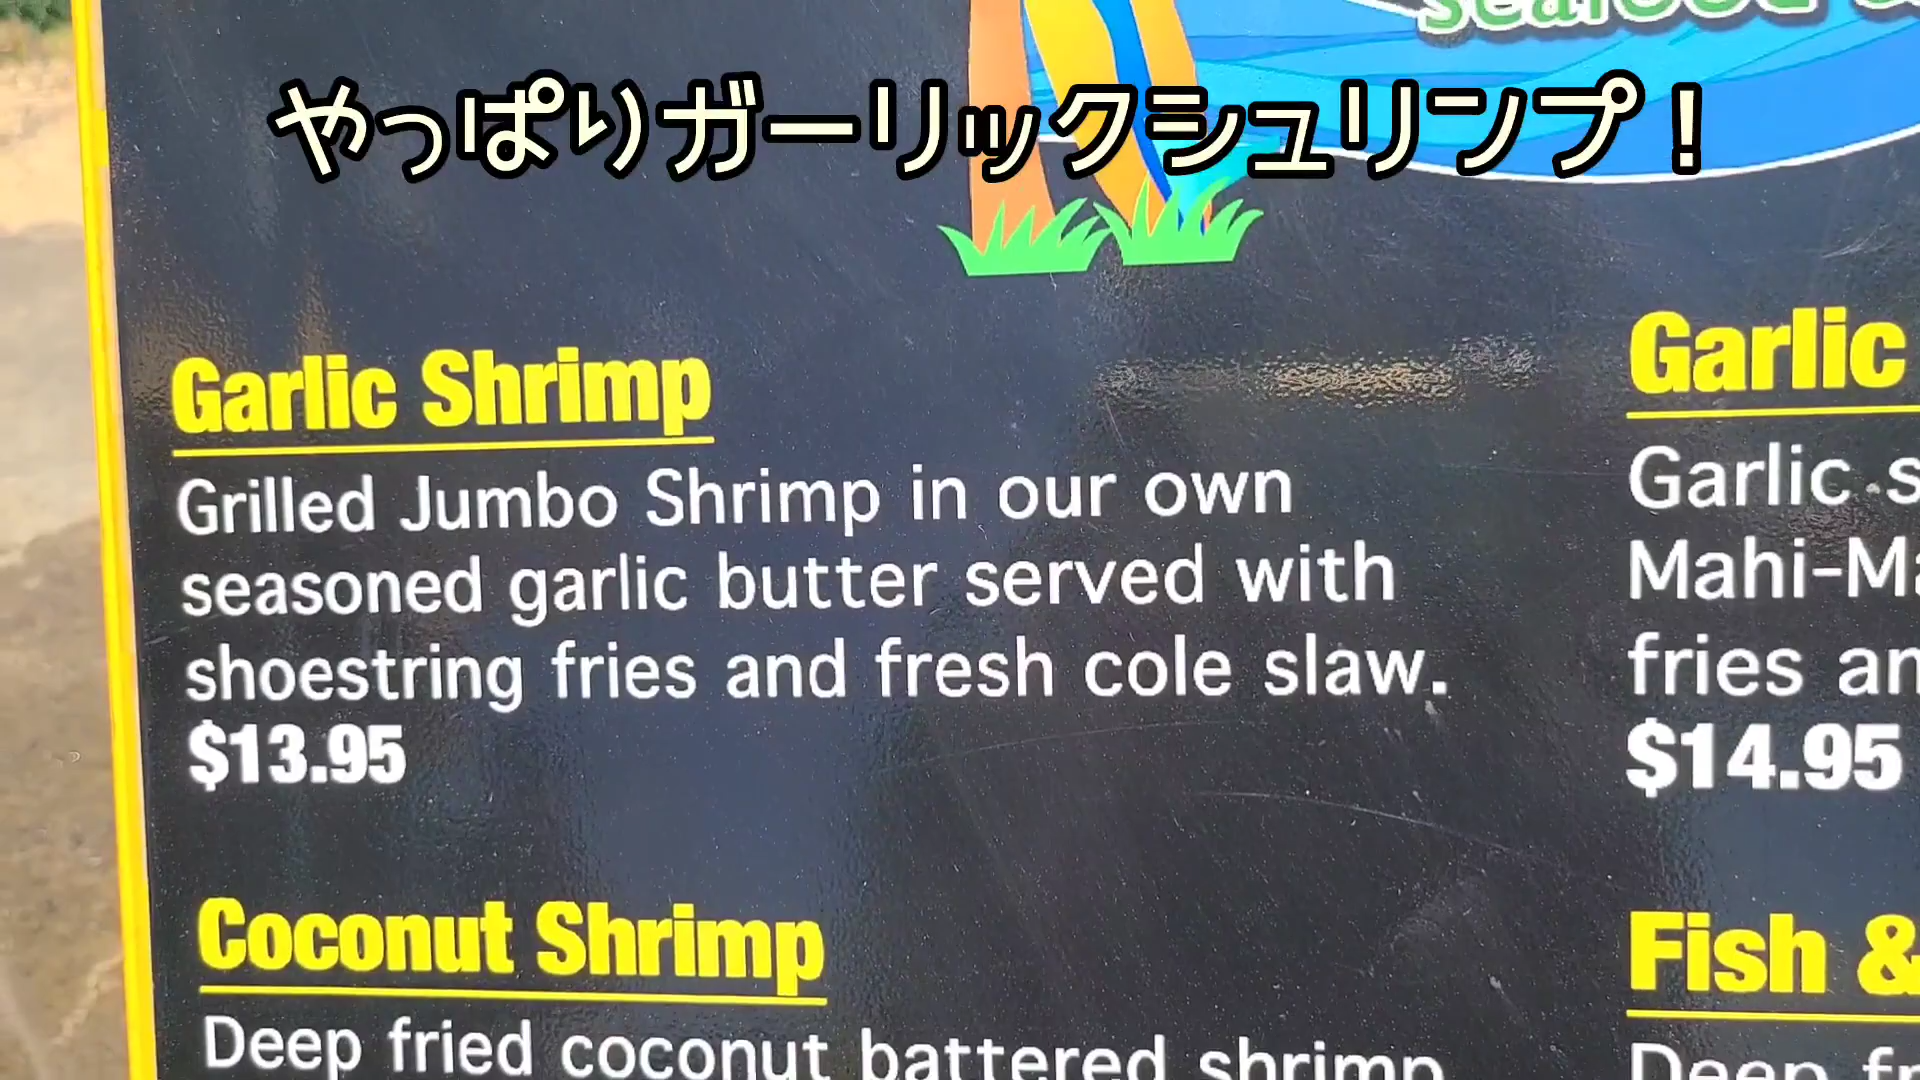 やっぱりガーリックシュリンプ！
Garlic Shrimp
Grilled Jumbo Shrimp in our own
seasoned garlic butter served with
shoestring fries and fresh cole slaw.
$13.95
Coconut Shrimp
Deep fried coconut battered shrimp
Garlic
Garlic
fries
$14.95
Fish &
Deep